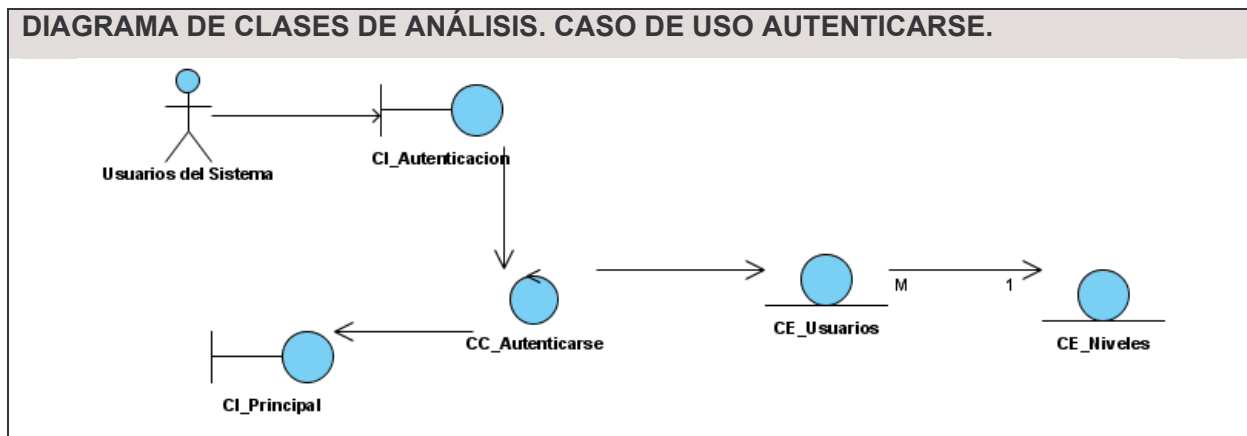 DIAGRAMA DE CLASES DE ANÁLISIS. CASO DE USO AUTENTICARSE.
Usuarios del Sistema
CI_Autenticacion
M
1
CE_Usuarios
CE_Niveles
CC_Autenticarse
CI_Principal